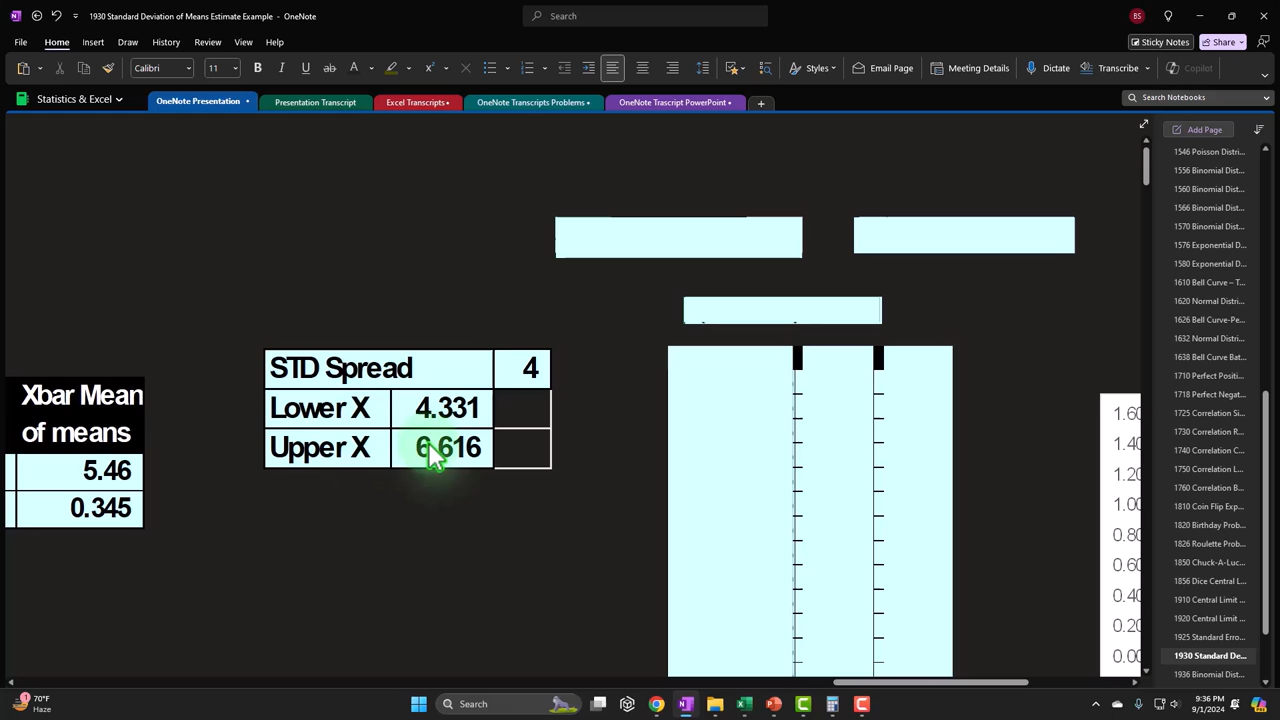 1930 Standard Deviation of Means Estimate Example - OneNote
Search
BS
File Home Insert Draw History Review View Help
Sticky Notes
Share
Calibri 11 B I U ab A X
Styles
Email Page
Meeting Details
Dictate
Transcribe
Copilot
Statistics & Excel
OneNote Presentation
Presentation Transcript
Excel Transcripts
OneNote Transcripts Problems
OneNote Trascript PowerPoint
Search Notebooks
Add Page
1546 Poisson Distri...
1556 Binomial Dist...
1560 Binomial Dist...
1566 Binomial Dist...
1570 Binomial Dist...
1576 Exponential D...
1580 Exponential D...
1610 Bell Curve – T...
1620 Normal Distri...
1626 Bell Curve-Pe...
1632 Normal Distri...
1638 Bell Curve Bat...
1710 Perfect Positi...
1718 Perfect Negat...
1725 Correlation Si...
1730 Correlation R...
1740 Correlation C...
1750 Correlation L...
1760 Correlation B...
1810 Coin Flip Exp...
1820 Birthday Prob...
1826 Roulette Prob...
1850 Chuck-A-Luc...
1856 Dice Central L...
1910 Central Limit ...
1920 Central Limit ...
1925 Standard Erro...
1930 Standard De...
1936 Binomial Dist...
Xbar Mean
of means
5.46
0.345
STD Spread 4
Lower X 4.331
Upper X 6.616
1.60
1.40
1.20
1.00
0.80
0.60
0.40
0.20
0.00
1
70°F
Haze
Search
9:36 PM
9/1/2024